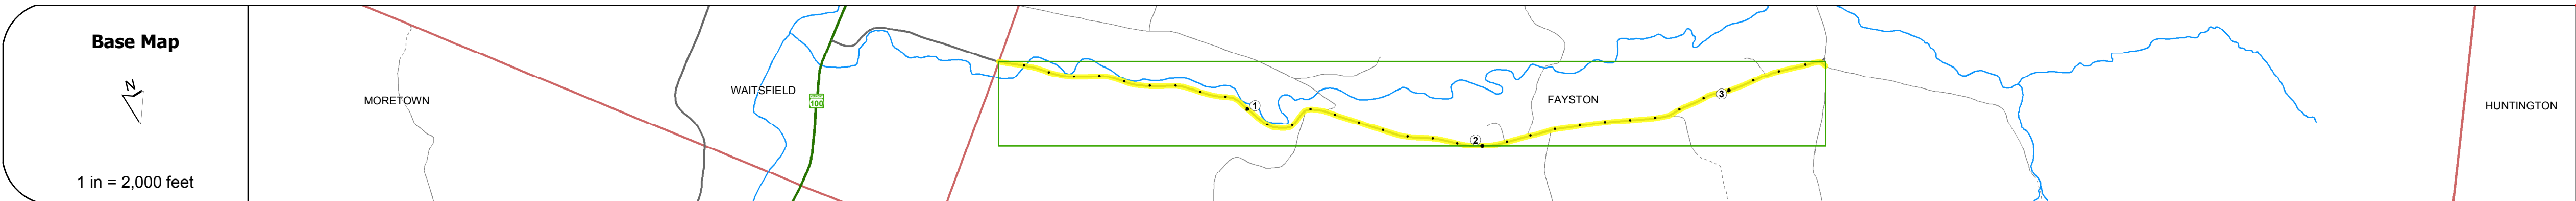 Base Map
N
1 in = 2,000 feet
MORETOWN
WAITSFIELD
100
1
2
FAYSTON
3
HUNTINGTON